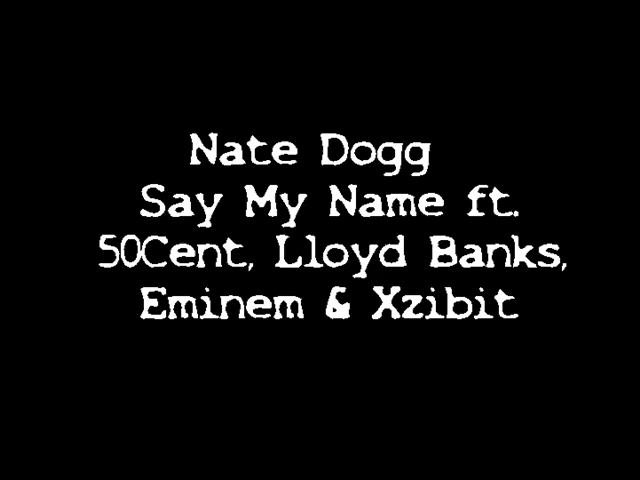 Nate Dogg
Say My Name ft.
50Cent, Lloyd Banks,
Eminem & Xzibit